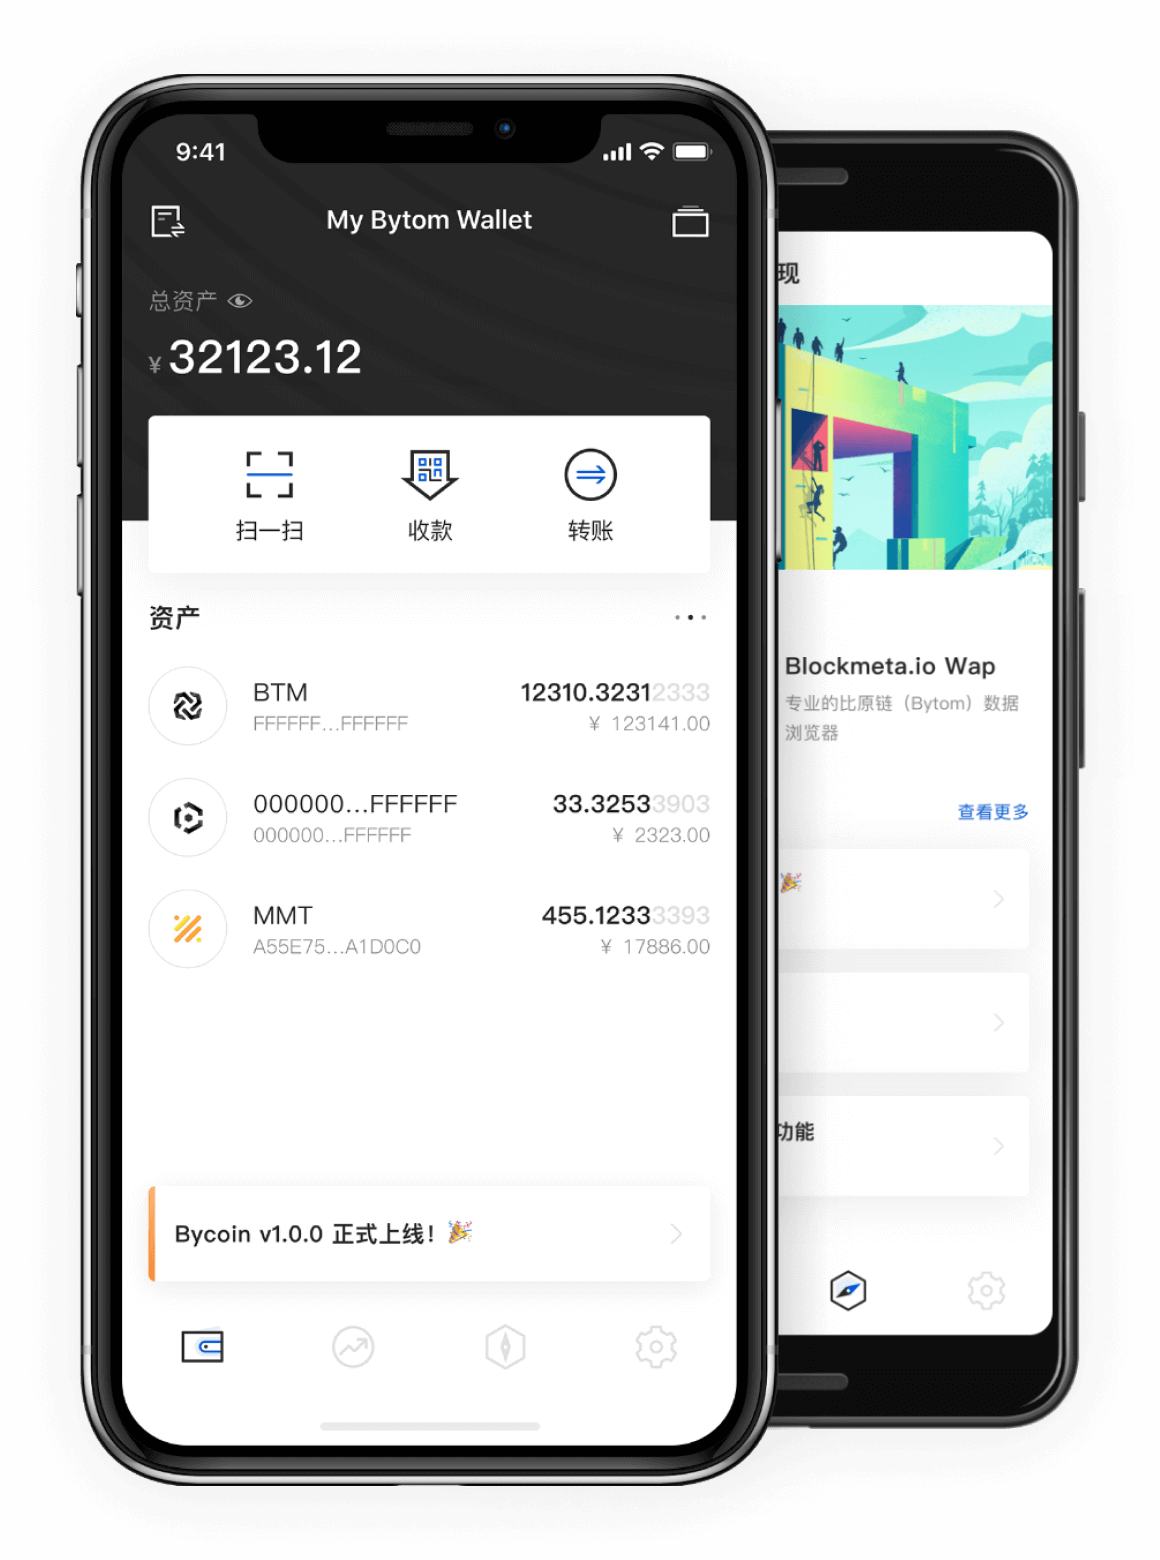 9:41
My Bytom Wallet
总资产
¥ 32123.12
扫一扫
收款
转账
资产
BTM
12310.32312333
FFFFFF...FFFFFF
¥ 123141.00
000000...FFFFFF
33.32533903
000000...FFFFFF
¥ 2323.00
MMT
455.12333393
A55E75...A1D0C0
¥ 17886.00
Bycoin v1.0.0 正式上线!
现
Blockmeta.io Wap
专业的比原链（Bytom）数据
浏览器
查看更多
功能